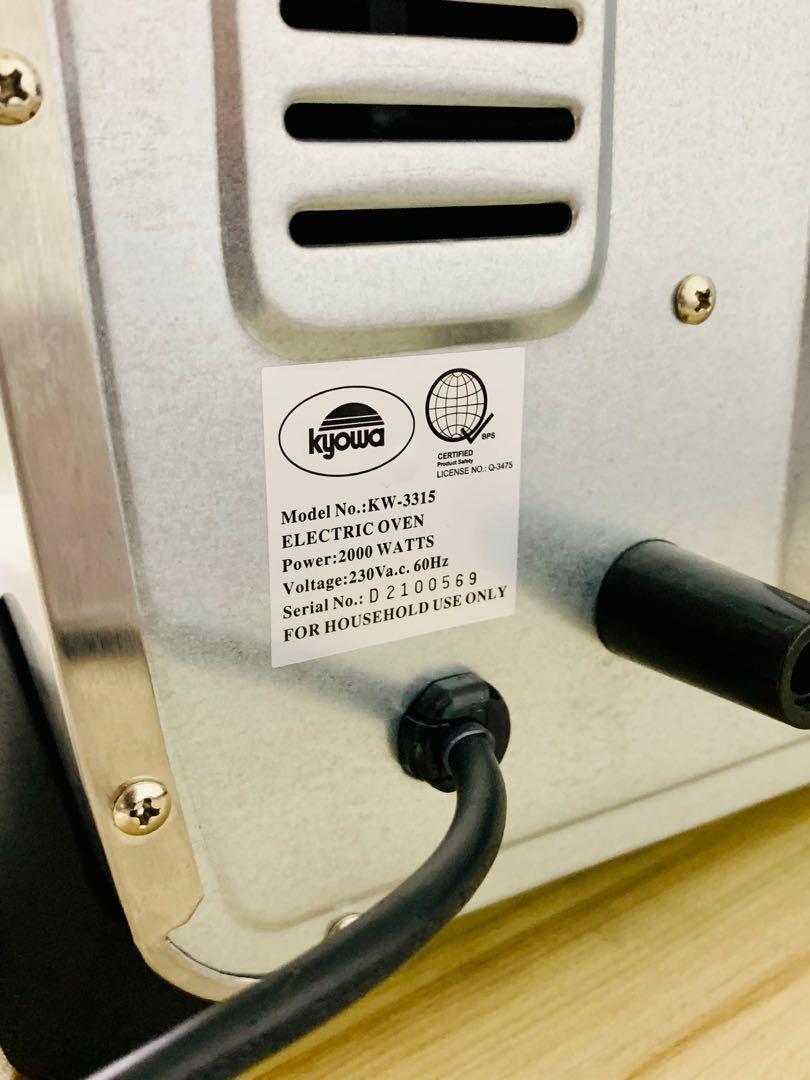 kyowa
BPS
CERTIFIED
Product Safety
LICENSE NO.: Q-3475
Model No.:KW-3315
ELECTRIC OVEN
Power:2000 WATTS
Voltage:230Va.c. 60Hz
Serial No.: D2100569
FOR HOUSEHOLD USE ONLY